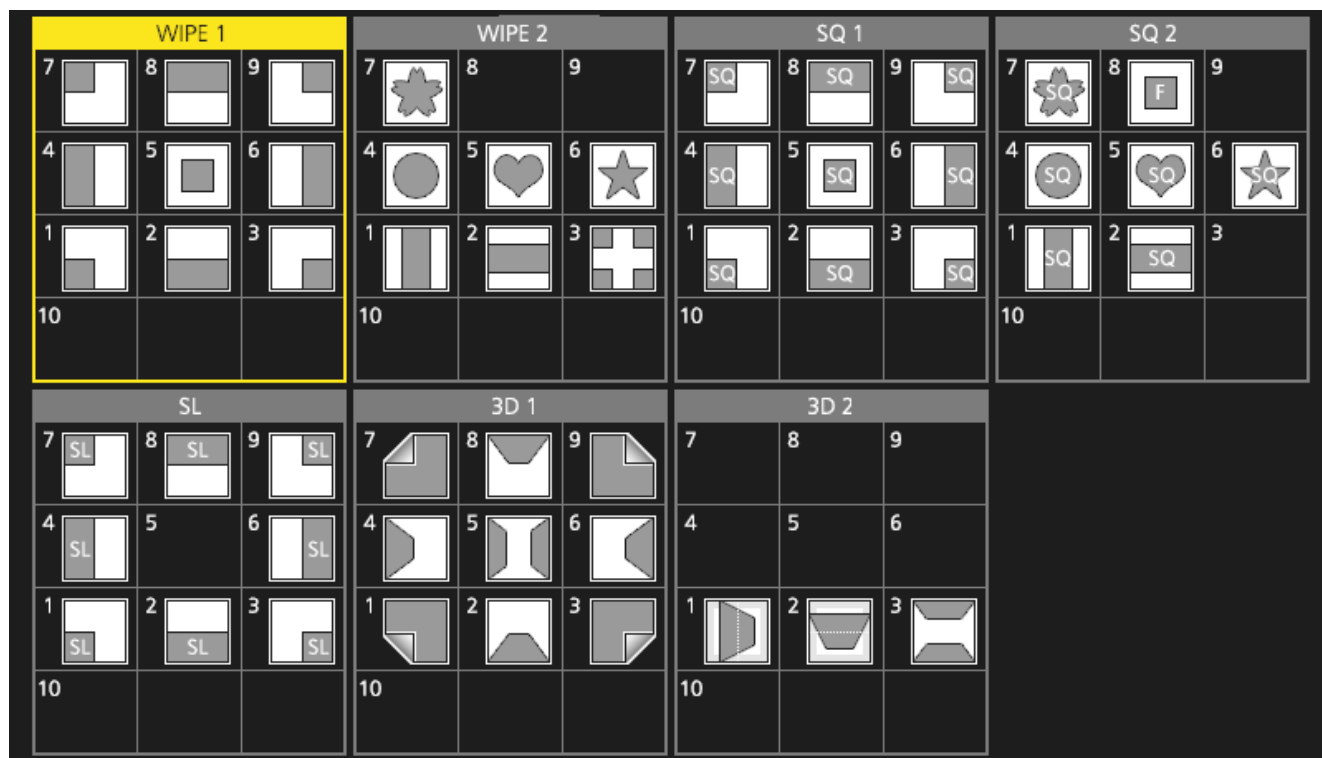 WIPE 1 WIPE 2 SQ 1 SQ 2
7 8 9 7 8 9 7 SQ 8 SQ 9 SQ 7 SQ 8 F 9
4 5 6 4 5 6 4 SQ 5 SQ 6 SQ 4 SQ 5 SQ 6 SQ
1 2 3 1 2 3 1 SQ 2 SQ 3 SQ 1 SQ 2 SQ 3
10 10 10 10
SL 3D 1 3D 2
7 SL 8 SL 9 SL 7 8 9 7 8 9
4 SL 5 6 SL 4 5 6 4 5 6
1 SL 2 SL 3 SL 1 2 3 1 2 3
10 10 10